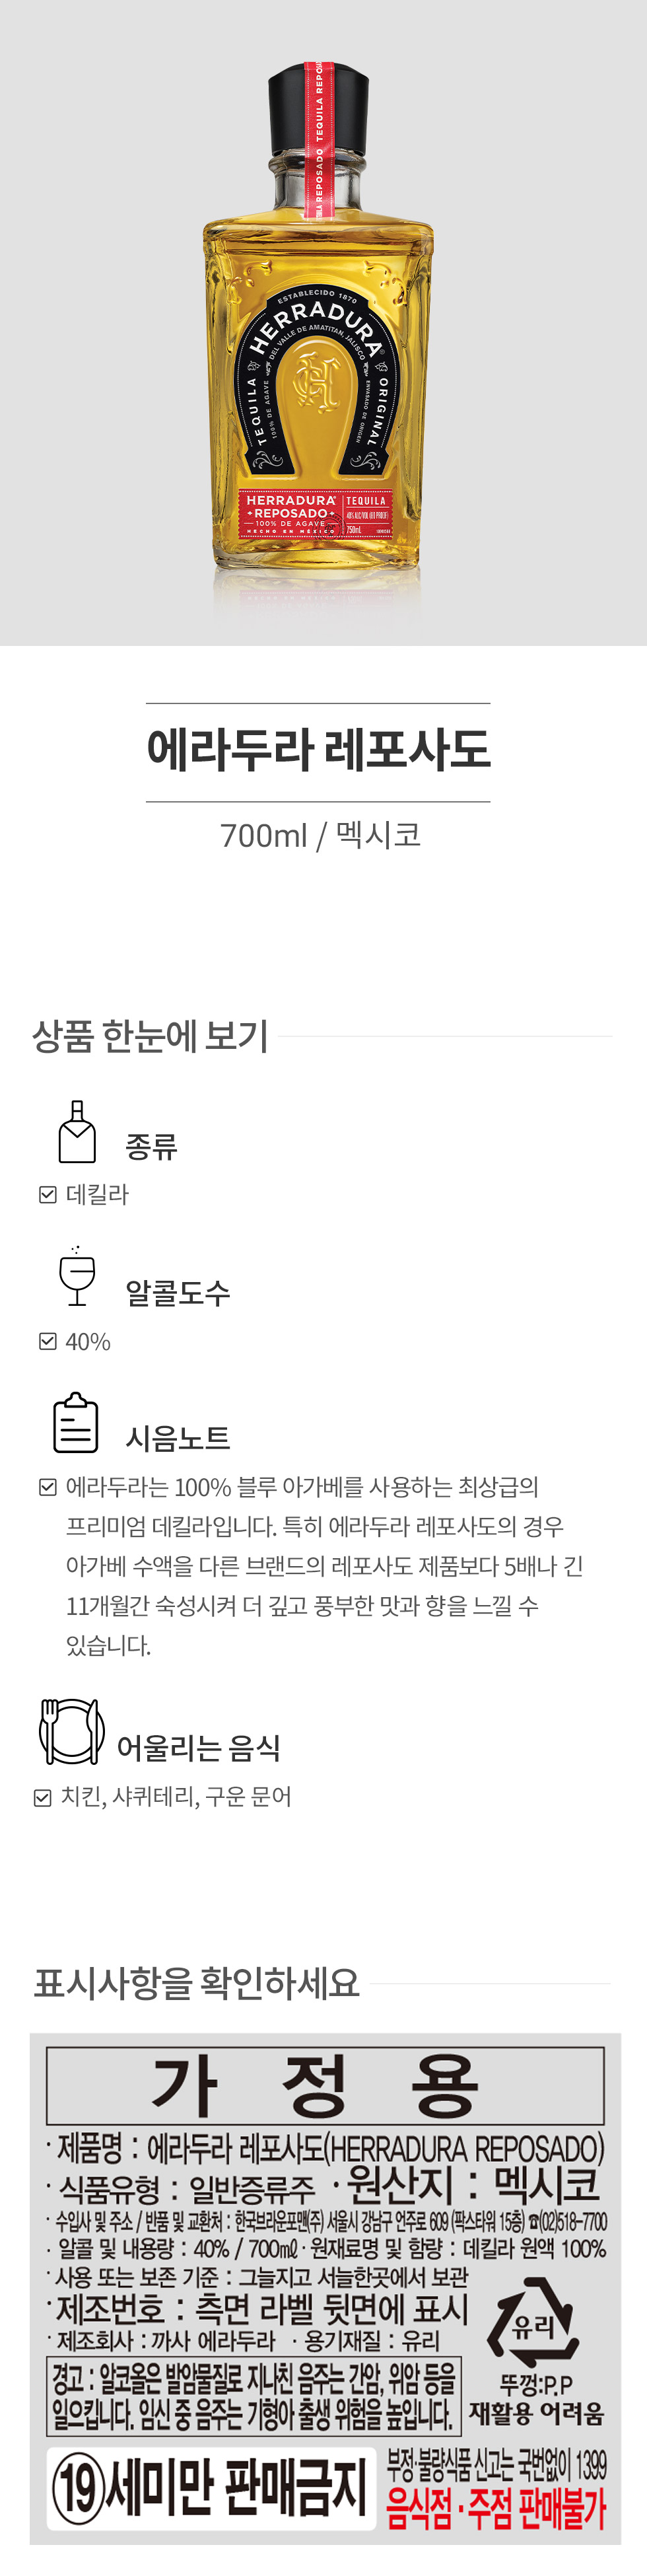 TEQUILA REPOSADO
ESTABLECIDO 1870
HERRADURA
DEL VALLE DE AMATITAN, JALISCO
TEQUILA
100% DE AGAVE
ENVASADO DE ORIGEN
ORIGINAL
HERRADURA
REPOSADO
100% DE AGAVE
HECHO EN MÉXICO
TEQUILA
40% ALC/VOL (80 PROOF)
750mL
에라두라 레포사도
700ml / 멕시코
상품 한눈에 보기
종류
데킬라
알콜도수
40%
시음노트
에라두라는 100% 블루 아가베를 사용하는 최상급의
프리미엄 데킬라입니다. 특히 에라두라 레포사도의 경우
아가베 수액을 다른 브랜드의 레포사도 제품보다 5배나 긴
11개월간 숙성시켜 더 깊고 풍부한 맛과 향을 느낄 수
있습니다.
어울리는 음식
치킨, 샤퀴테리, 구운 문어
표시사항을 확인하세요
가 정 용
· 제품명 : 에라두라 레포사도(HERRADURA REPOSADO)
· 식품유형 : 일반증류주 · 원산지 : 멕시코
· 수입사 및 주소 / 반품 및 교환처 : 한국브라운포맨(주) 서울시 강남구 언주로 609 (팍스타워 15층) ☎(02)518-7700
· 알콜 및 내용량 : 40% / 700㎖ · 원재료명 및 함량 : 데킬라 원액 100%
· 사용 또는 보존 기준 : 그늘지고 서늘한곳에서 보관
· 제조번호 : 측면 라벨 뒷면에 표시
· 제조회사 : 까사 에라두라 · 용기재질 : 유리
유리
뚜껑:P.P
재활용 어려움
경고 : 알코올은 발암물질로 지나친 음주는 간암, 위암 등을
일으킵니다. 임신 중 음주는 기형아 출생 위험을 높입니다.
⑲세미만 판매금지
부정·불량식품 신고는 국번없이 1399
음식점 · 주점 판매불가